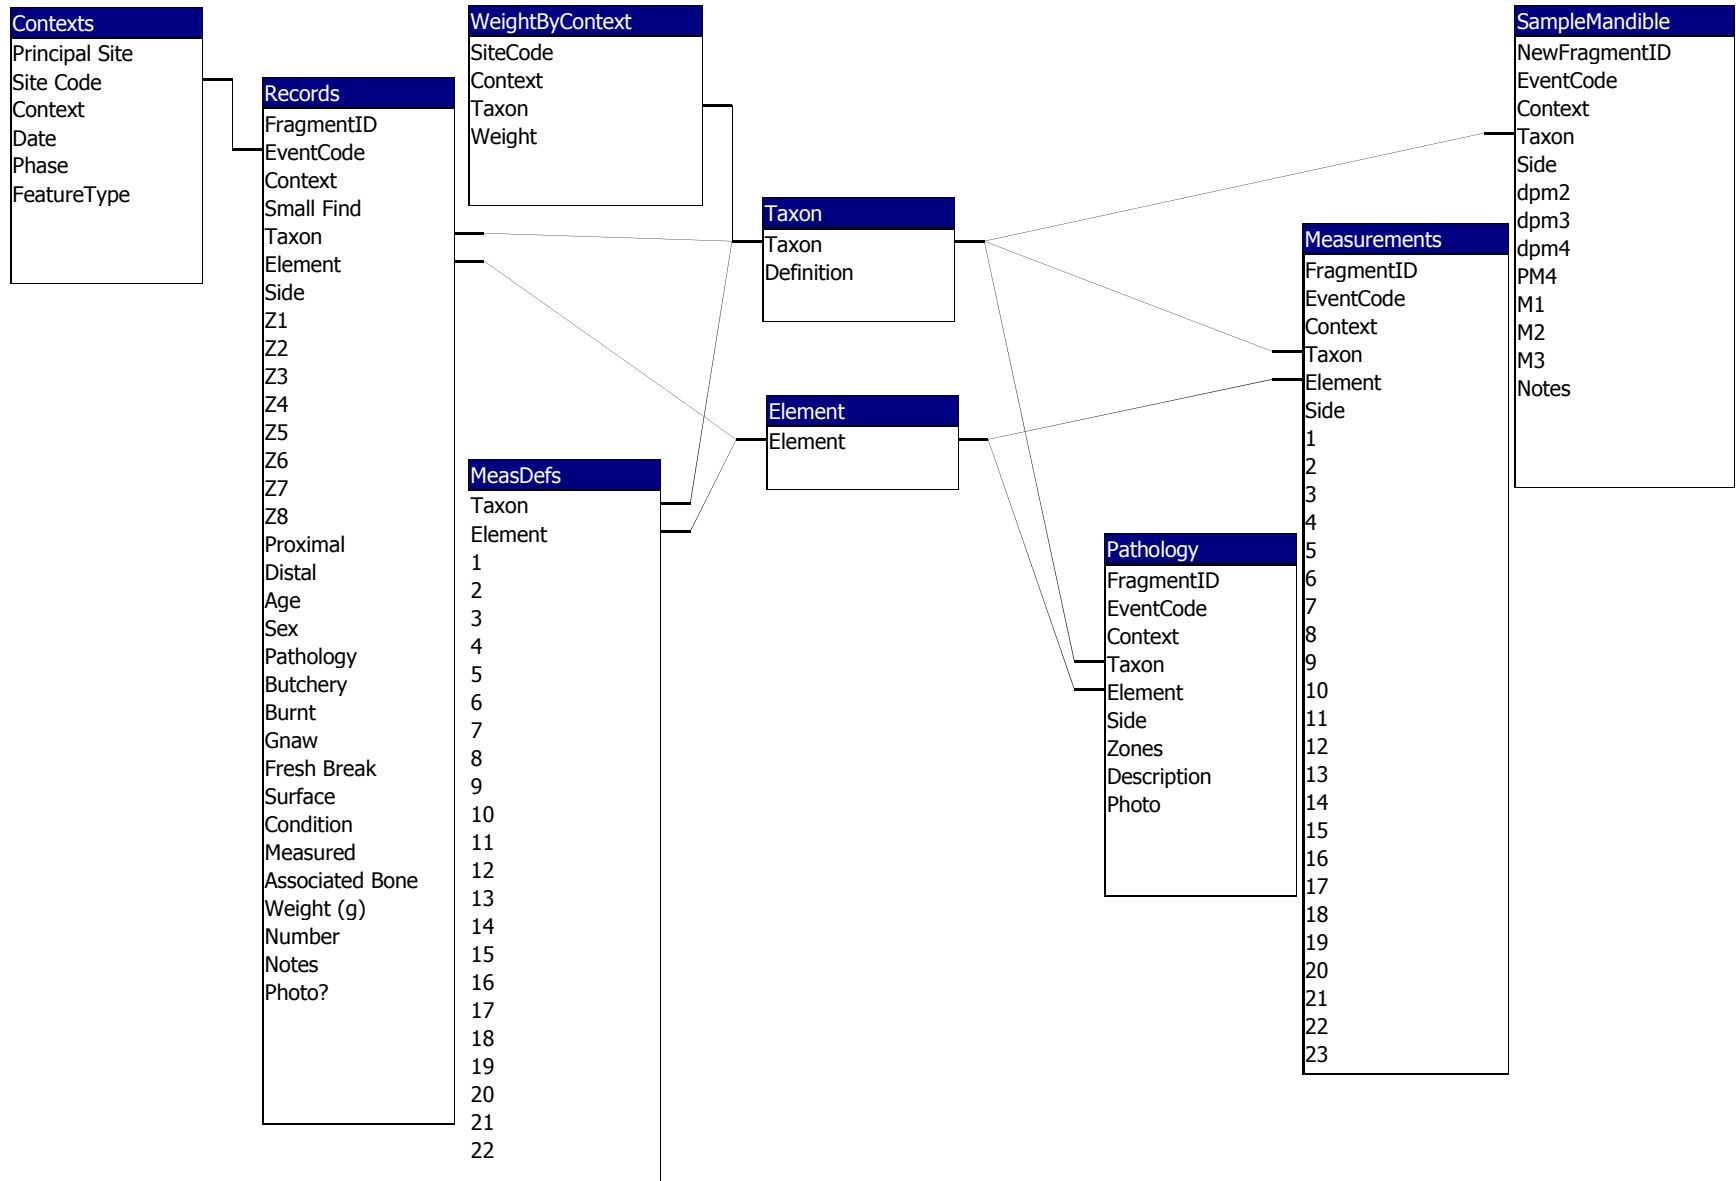 Contexts
Principal Site
Site Code
Context
Date
Phase
FeatureType
Records
FragmentID
EventCode
Context
Small Find
Taxon
Element
Side
Z1
Z2
Z3
Z4
Z5
Z6
Z7
Z8
Proximal
Distal
Age
Sex
Pathology
Butchery
Burnt
Gnaw
Fresh Break
Surface
Condition
Measured
Associated Bone
Weight (g)
Number
Notes
Photo?
WeightByContext
SiteCode
Context
Taxon
Weight
MeasDefs
Taxon
Element
1
2
3
4
5
6
7
8
9
10
11
12
13
14
15
16
17
18
19
20
21
22
Taxon
Taxon
Definition
Element
Element
Pathology
FragmentID
EventCode
Context
Taxon
Element
Side
Zones
Description
Photo
Measurements
FragmentID
EventCode
Context
Taxon
Element
Side
1
2
3
4
5
6
7
8
9
10
11
12
13
14
15
16
17
18
19
20
21
22
23
SampleMandible
NewFragmentID
EventCode
Context
Taxon
Side
dpm2
dpm3
dpm4
PM4
M1
M2
M3
Notes